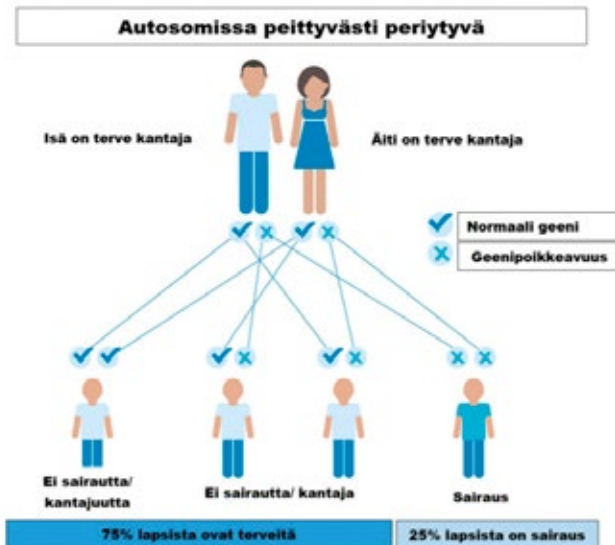 Autosomissa peittyvästi periytyvä
Isä on terve kantaja
Äiti on terve kantaja
Normaali geeni
Geenipoikkeavuus
Ei sairautta/
kantajuutta
Ei sairautta/ kantaja
Sairaus
75% lapsista ovat terveitä
25% lapsista on sairaus